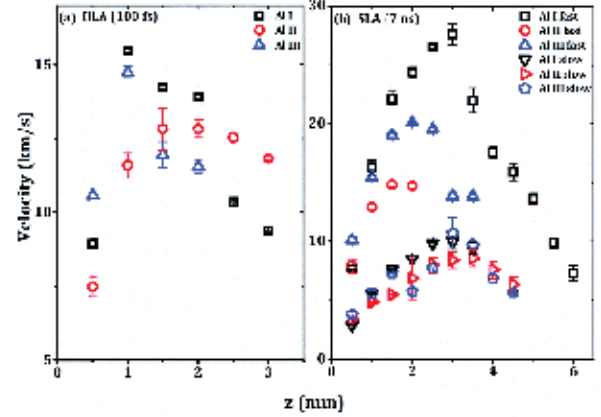 (a) FILA (100 fs)
Al I
Al II
Al III
(b) SLA (7 ns)
Al I fast
Al II fast
Al III fast
Al I slow
Al II slow
Al III slow
Velocity (km/s)
15
10
5
0
1
2
3
30
20
10
0
0
2
4
6
z (mm)